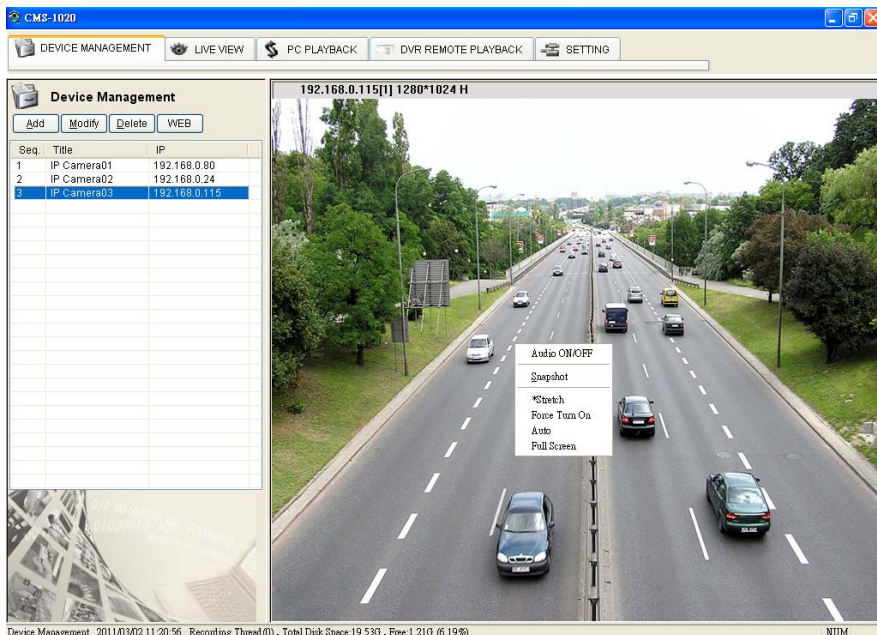 CMS-1020
DEVICE MANAGEMENT LIVE VIEW PC PLAYBACK DVR REMOTE PLAYBACK SETTING
Device Management
Add Modify Delete WEB
Seq. Title IP
1 IP Camera01 192.168.0.80
2 IP Camera02 192.168.0.24
3 IP Camera03 192.168.0.115
192.168.0.115[1] 1280*1024 H
Audio ON/OFF
Snapshot
*Stretch
Force Turn On
Auto
Full Screen
Device Management 2011/03/02 11:20:56 Recording Thread(0) , Total Disk Space:19.53G , Free:1.21G (6.19%) NUM